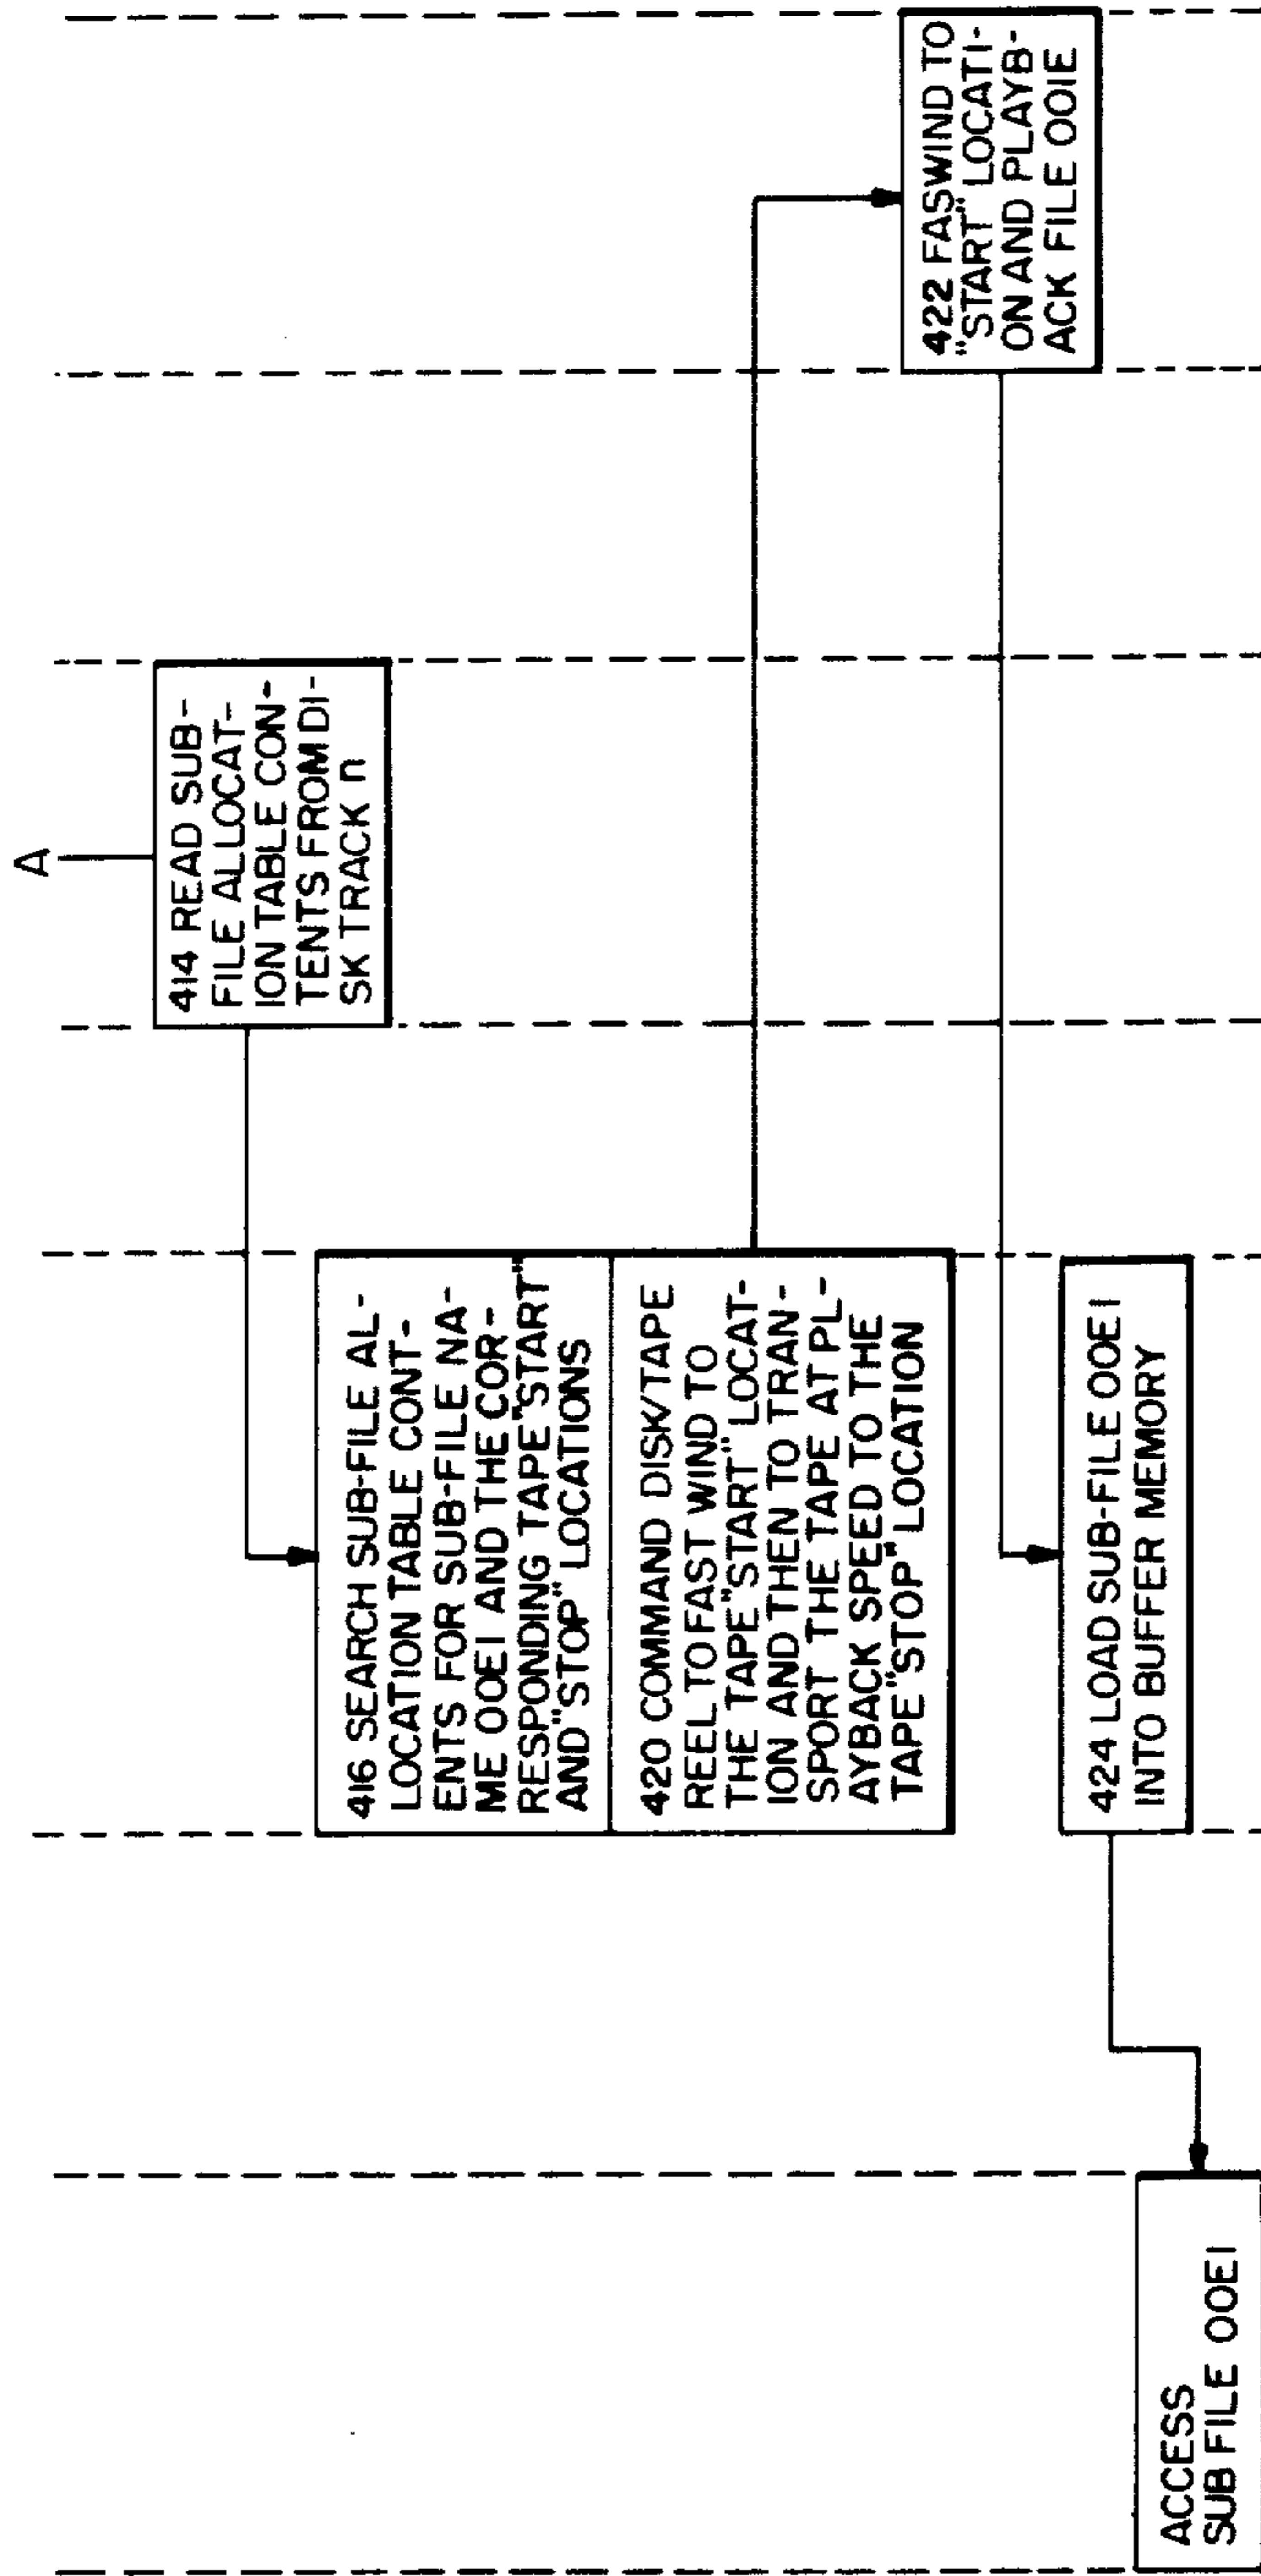 A
414 READ SUB-
FILE ALLOCAT-
ION TABLE CON-
TENTS FROM DI-
SK TRACK n
416 SEARCH SUB-FILE AL-
LOCATION TABLE CONT-
ENTS FOR SUB-FILE NA-
ME OOEI AND THE COR-
RESPONDING TAPE "START"
AND "STOP" LOCATIONS
420 COMMAND DISK/TAPE
REEL TO FAST WIND TO
THE TAPE "START" LOCAT-
ION AND THEN TO TRAN-
SPORT THE TAPE AT PL-
AYBACK SPEED TO THE
TAPE "STOP" LOCATION
422 FASWIND TO
"START" LOCATI-
ON AND PLAYB-
ACK FILE OOIE
424 LOAD SUB-FILE OOEI
INTO BUFFER MEMORY
ACCESS
SUB FILE OOEI